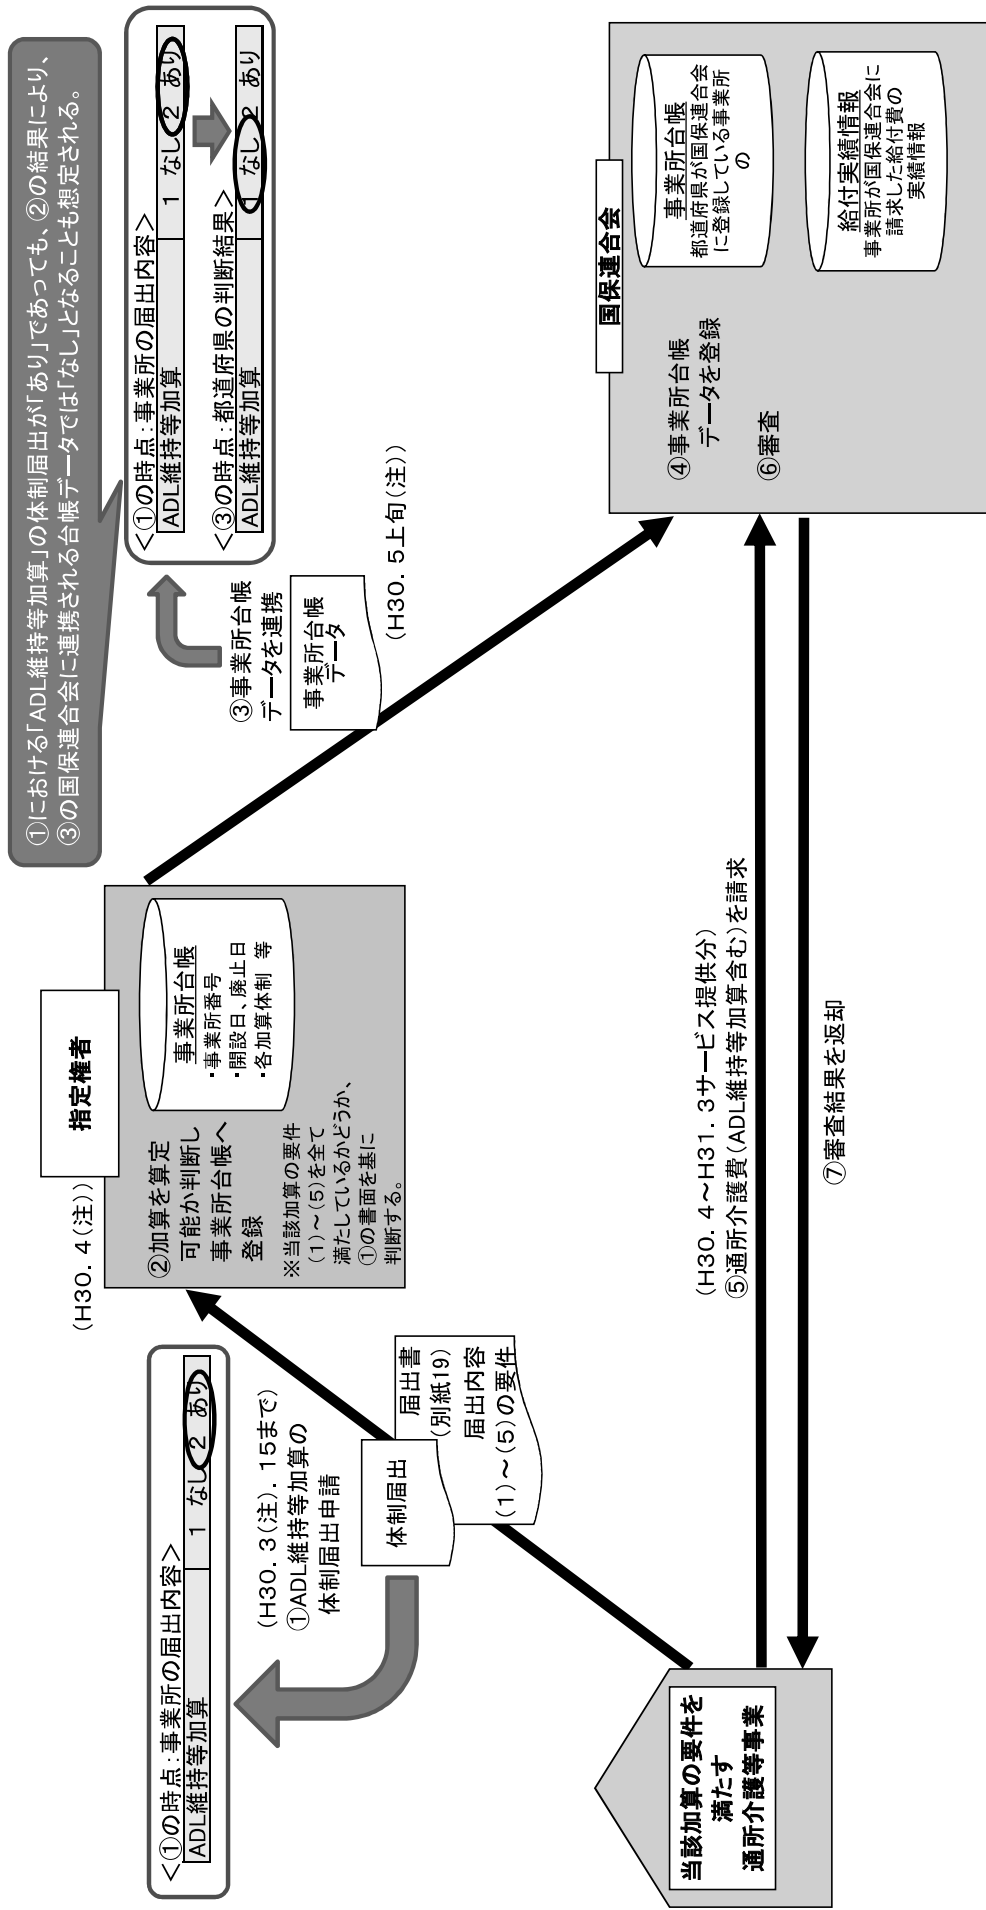 ①における「ADL維持等加算」の体制届出が「あり」であっても、②の結果により、
③の国保連合会に連携される台帳データでは「なし」となることも想定される。
<①の時点：事業所の届出内容>
ADL維持等加算 1 なし 2 あり
(H30．3(注)．15まで)
①ADL維持等加算の
体制届出申請
体制届出
届出書
(別紙19)
届出内容
(1)～(5)の要件
当該加算の要件を
満たす
通所介護等事業
(H30．4(注))
指定権者
②加算を算定
可能か判断し
事業所台帳へ
登録
※当該加算の要件
(1)～(5)を全て
満たしているかどうか、
①の書面を基に
判断する。
事業所台帳
・事業所番号
・開設日、廃止日
・各加算体制 等
③事業所台帳
データを連携
事業所台帳
データ
(H30．5上旬(注))
<①の時点：事業所の届出内容>
ADL維持等加算 1 なし 2 あり
<③の時点：都道府県の判断結果>
ADL維持等加算 1 なし 2 あり
国保連合会
④事業所台帳
データを登録
⑥審査
事業所台帳
都道府県が国保連合会
に登録している事業所
の
給付実績情報
事業所が国保連合会に
請求した給付費の
実績情報
(H30．4～H31．3サービス提供分)
⑤通所介護費(ADL維持等加算含む)を請求
⑦審査結果を返却